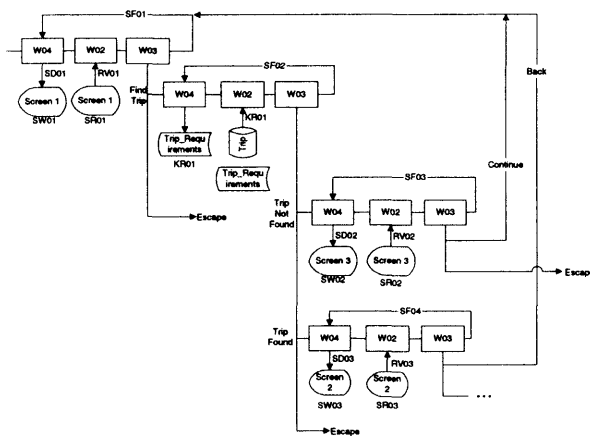 SF01
W04
W02
W03
SD01
RV01
Screen 1
Screen 1
SW01
SR01
Back
Find
Trip
SF02
W04
W02
W03
KR01
Trip_Requ
irements
KR01
Trip
Trip_Requ
irements
Escape
Continue
SF03
Trip
Not
Found
W04
W02
W03
SD02
RV02
Screen 3
Screen 3
SW02
SR02
Escape
SF04
Trip
Found
W04
W02
W03
SD03
RV03
Screen
2
Screen
2
SW03
SR03
...
Escape